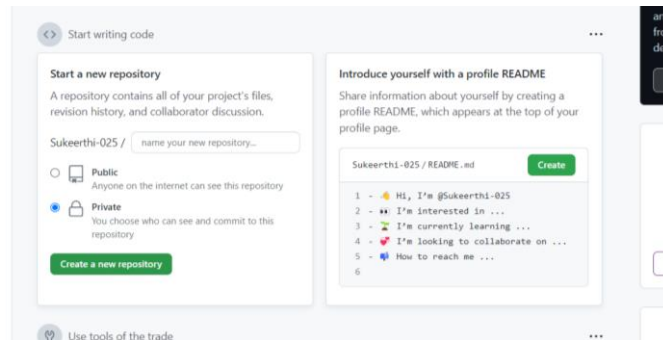 Start writing code
Start a new repository
A repository contains all of your project's files,
revision history, and collaborator discussion.
Sukeerthi-025 /
name your new repository...
Public
Anyone on the internet can see this repository
Private
You choose who can see and commit to this
repository
Create a new repository
Introduce yourself with a profile README
Share information about yourself by creating a
profile README, which appears at the top of your
profile page.
Sukeerthi-025 / README.md
Create
1 - 👋 Hi, I'm @Sukeerthi-025
2 - 👀 I'm interested in ...
3 - 🌱 I'm currently learning ...
4 - 💞️ I'm looking to collaborate on ...
5 - 📫 How to reach me ...
6
Use tools of the trade